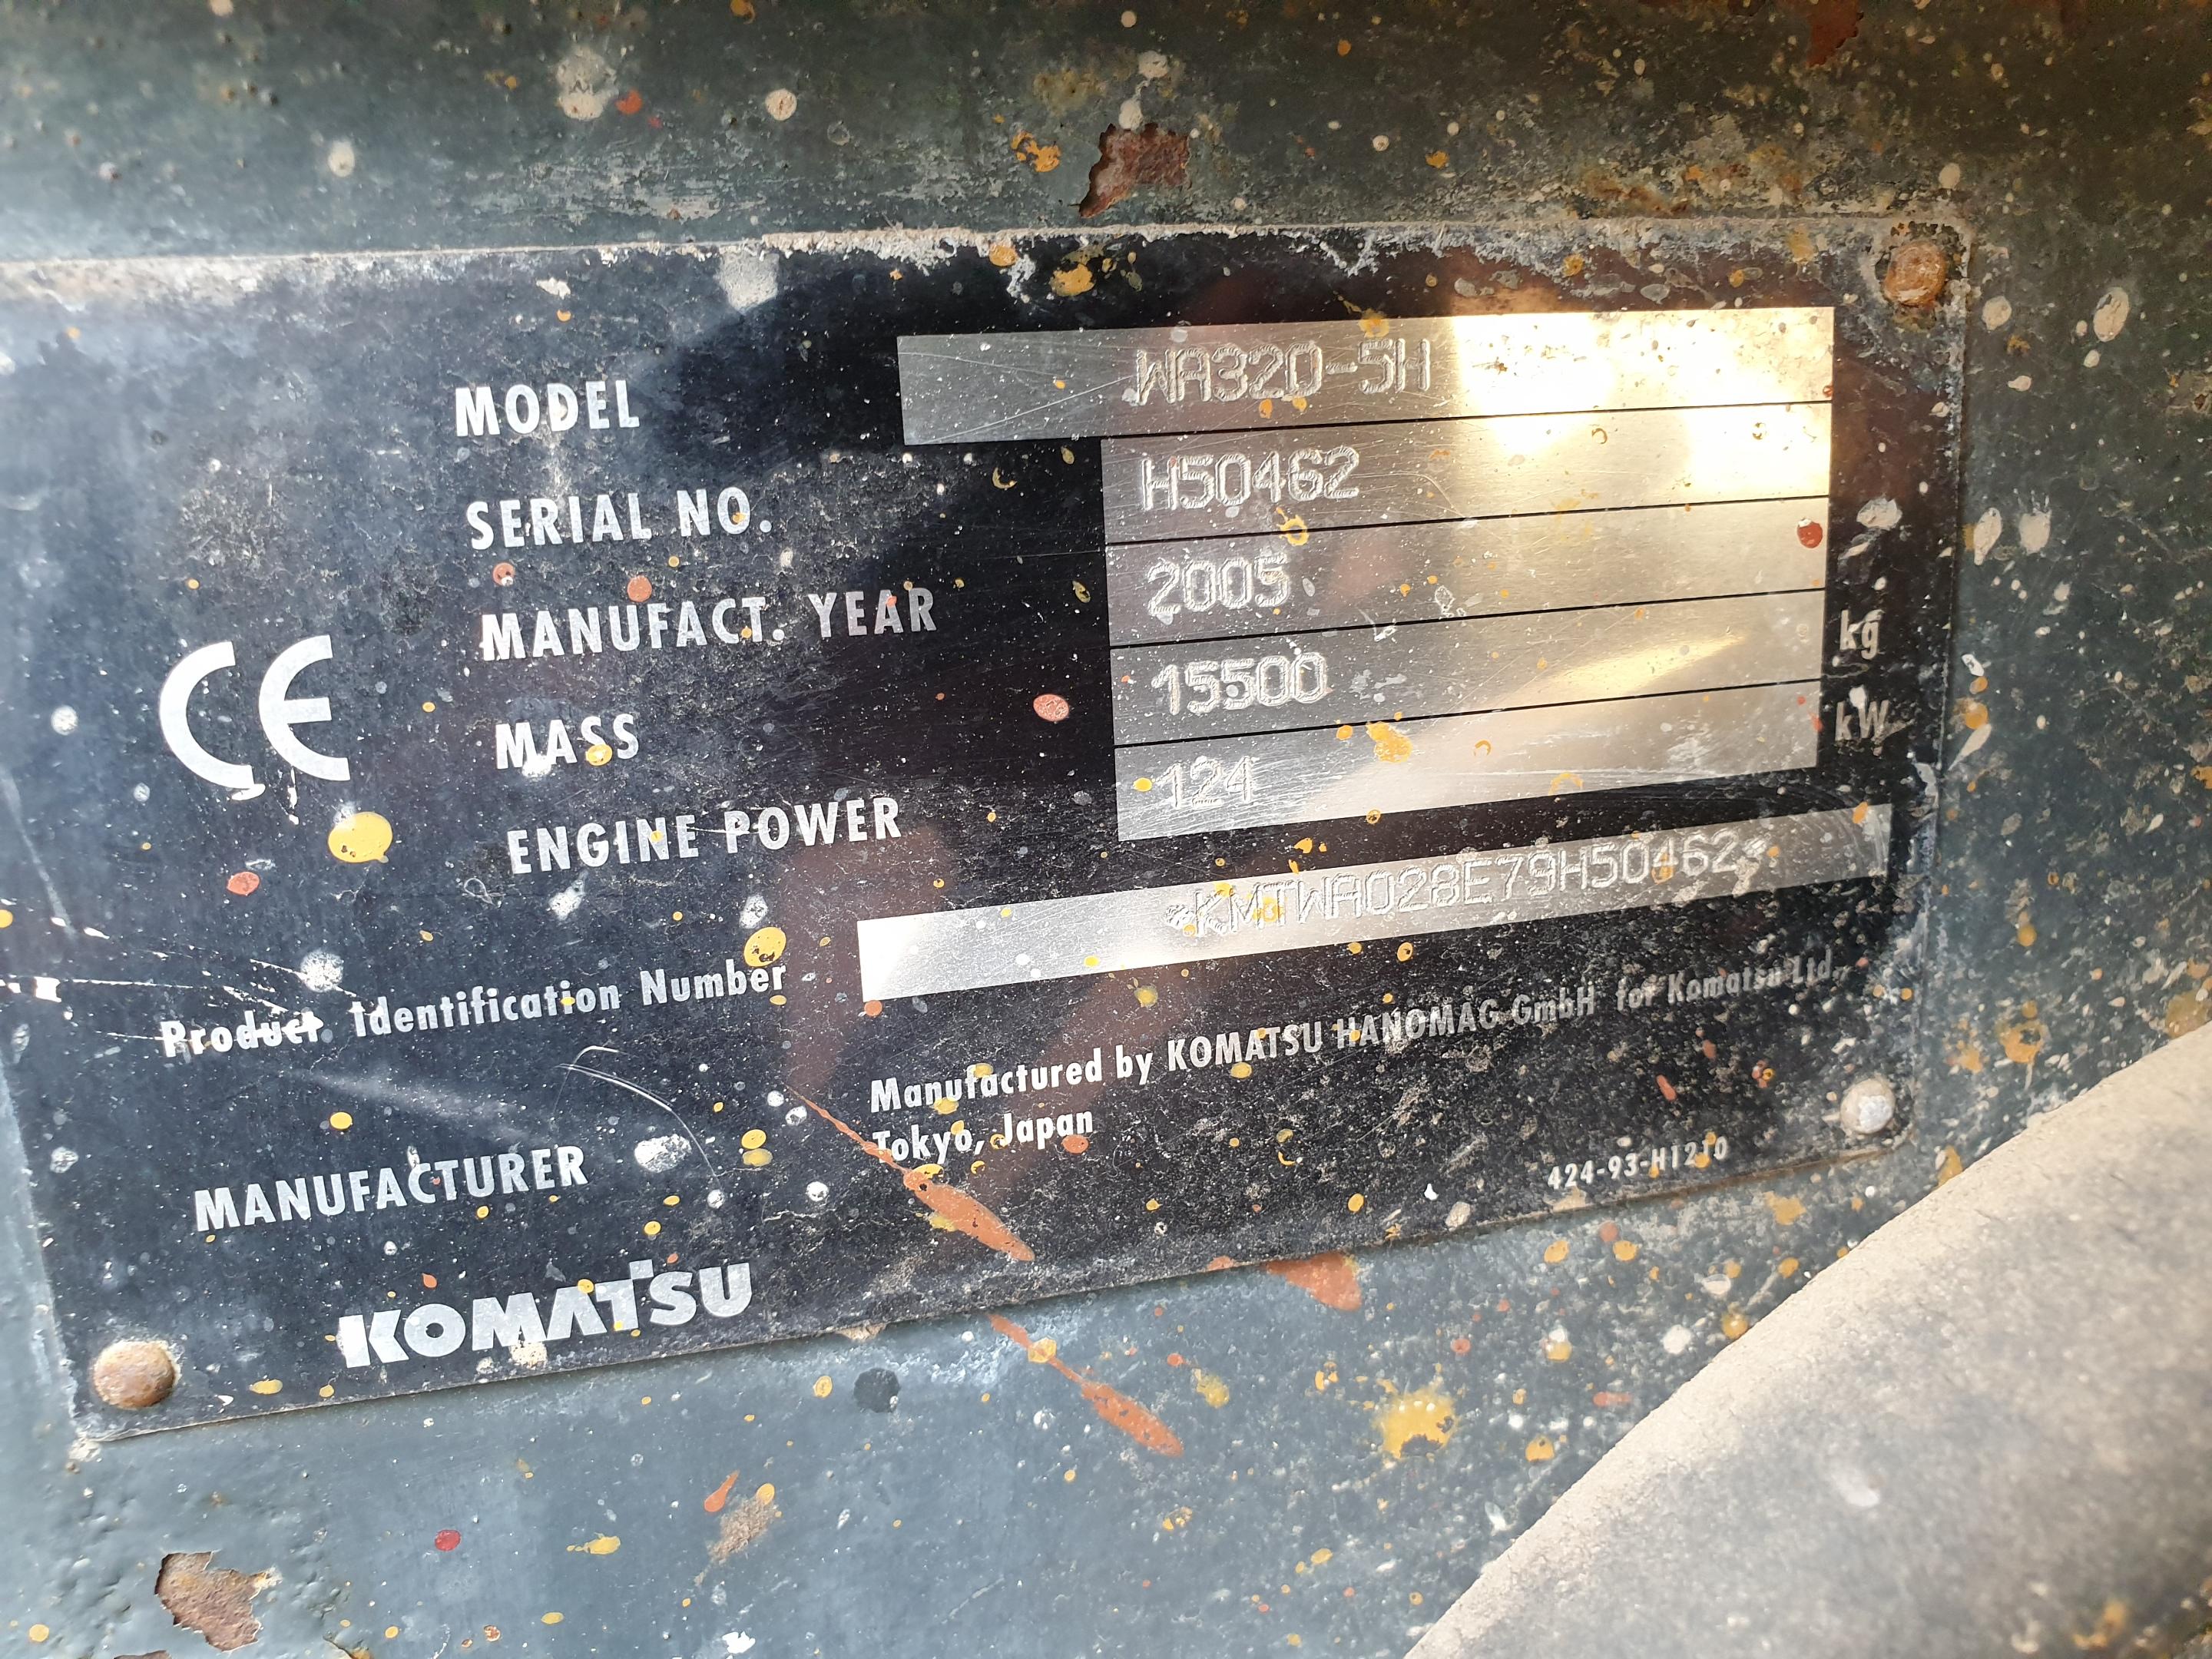 MODEL WA320-5H
SERIAL NO. H50462
MANUFACT. YEAR 2005
MASS 15500 kg
ENGINE POWER 124 kW
CE
Product Identification Number *KMTWA028E79H50462*
MANUFACTURER Manufactured by KOMATSU HANOMAG GmbH for Komatsu Ltd.,
Tokyo, Japan
424-93-H1210
KOMATSU